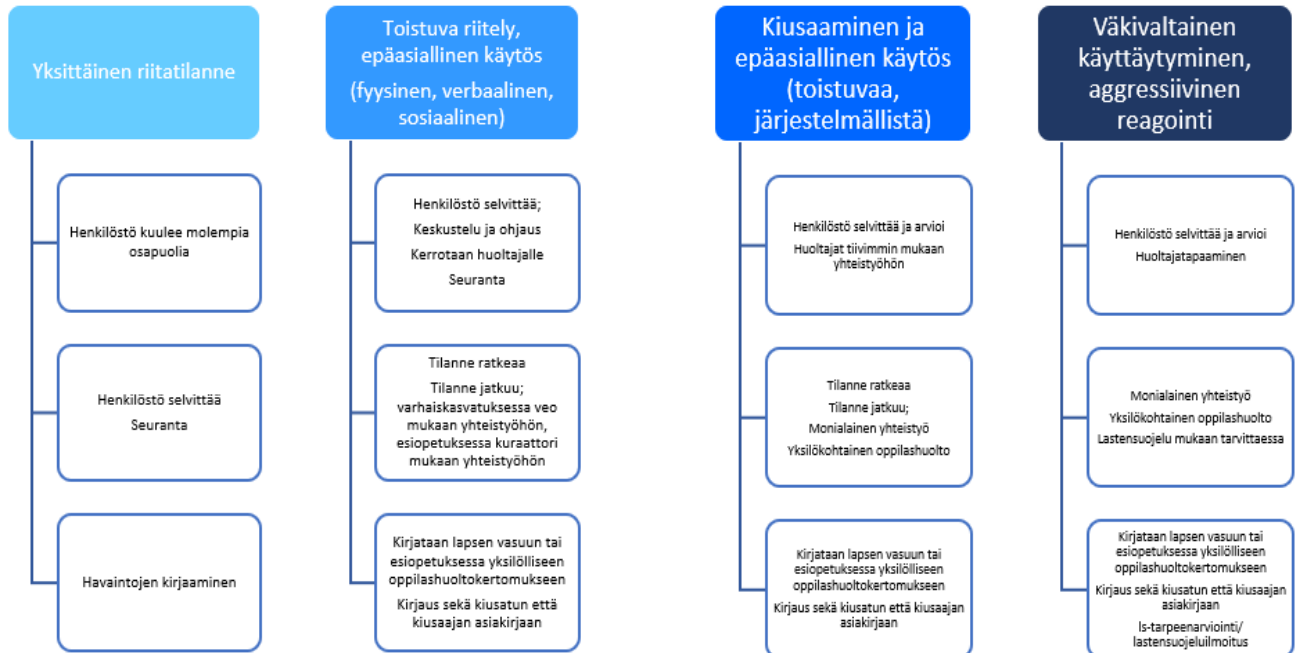 Yksittäinen riitatilanne
Henkilöstö kuulee molempia
osapuolia
Henkilöstö selvittää
Seuranta
Havaintojen kirjaaminen
Toistuva riitely,
epäasiallinen käytös
(fyysinen, verbaalinen,
sosiaalinen)
Henkilöstö selvittää;
Keskustelu ja ohjaus
Kerrotaan huoltajalle
Seuranta
Tilanne ratkeaa
Tilanne jatkuu;
varhaiskasvatuksessa veo
mukaan yhteistyöhön,
esiopetuksessa kuraattori
mukaan yhteistyöhön
Kirjataan lapsen vasuun tai
esiopetuksessa yksilölliseen
oppilashuoltokertomukseen
Kirjaus sekä kiusatun että
kiusaajan asiakirjaan
Kiusaaminen ja
epäasiallinen käytös
(toistuvaa,
järjestelmällistä)
Henkilöstö selvittää ja arvioi
Huoltajat tiivimmin mukaan
yhteistyöhön
Tilanne ratkeaa
Tilanne jatkuu;
Monialainen yhteistyö
Yksilökohtainen oppilashuolto
Kirjataan lapsen vasuun tai
esiopetuksessa yksilölliseen
oppilashuoltokertomukseen
Kirjaus sekä kiusatun että kiusaajan
asiakirjaan
Väkivaltainen
käyttäytyminen,
aggressiivinen
reagointi
Henkilöstö selvittää ja arvioi
Huoltajatapaaminen
Monialainen yhteistyö
Yksilökohtainen oppilashuolto
Lastensuojelu mukaan tarvittaessa
Kirjataan lapsen vasuun tai
esiopetuksessa yksilölliseen
oppilashuoltokertomukseen
Kirjaus sekä kiusatun että kiusaajan
asiakirjaan
ls-tarpeenarviointi/
lastensuojeluilmoitus